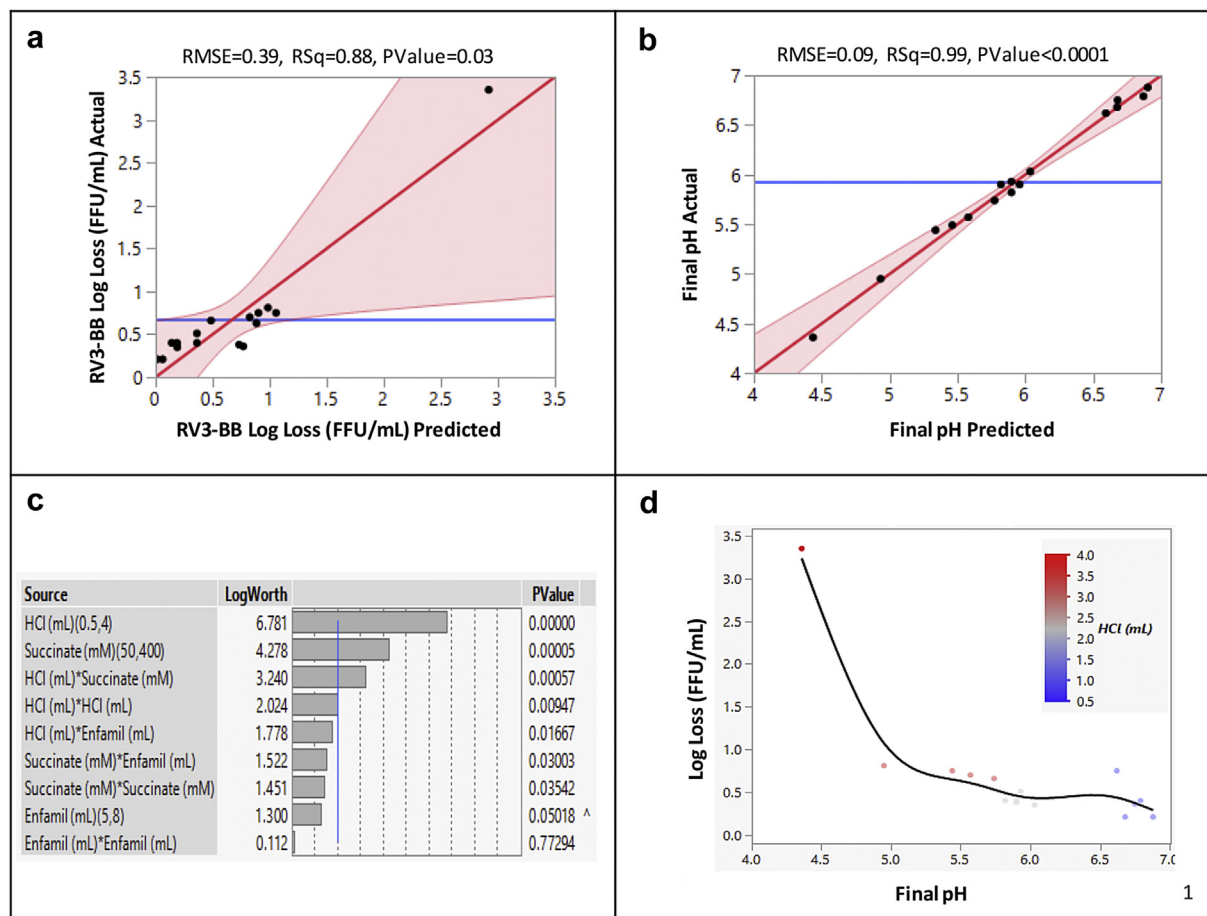 a
RMSE=0.39, RSq=0.88, PValue=0.03
RV3-BB Log Loss (FFU/mL) Actual
3.5
3
2.5
2
1.5
1
0.5
0
0 0.5 1 1.5 2 2.5 3 3.5
RV3-BB Log Loss (FFU/mL) Predicted
b
RMSE=0.09, RSq=0.99, PValue<0.0001
Final pH Actual
7
6.5
6
5.5
5
4.5
4
4 4.5 5 5.5 6 6.5 7
Final pH Predicted
c
Source LogWorth PValue
HCl (mL)(0.5,4) 6.781 0.00000
Succinate (mM)(50,400) 4.278 0.00005
HCl (mL)*Succinate (mM) 3.240 0.00057
HCl (mL)*HCl (mL) 2.024 0.00947
HCl (mL)*Enfamil (mL) 1.778 0.01667
Succinate (mM)*Enfamil (mL) 1.522 0.03003
Succinate (mM)*Succinate (mM) 1.451 0.03542
Enfamil (mL)(5,8) 1.300 0.05018 ^
Enfamil (mL)*Enfamil (mL) 0.112 0.77294
d
Log Loss (FFU/mL)
3.5
3.0
2.5
2.0
1.5
1.0
0.5
0.0
4.0 4.5 5.0 5.5 6.0 6.5 7.0
Final pH
4.0
3.5
3.0
2.5
2.0
1.5
1.0
0.5
HCl (mL)
1